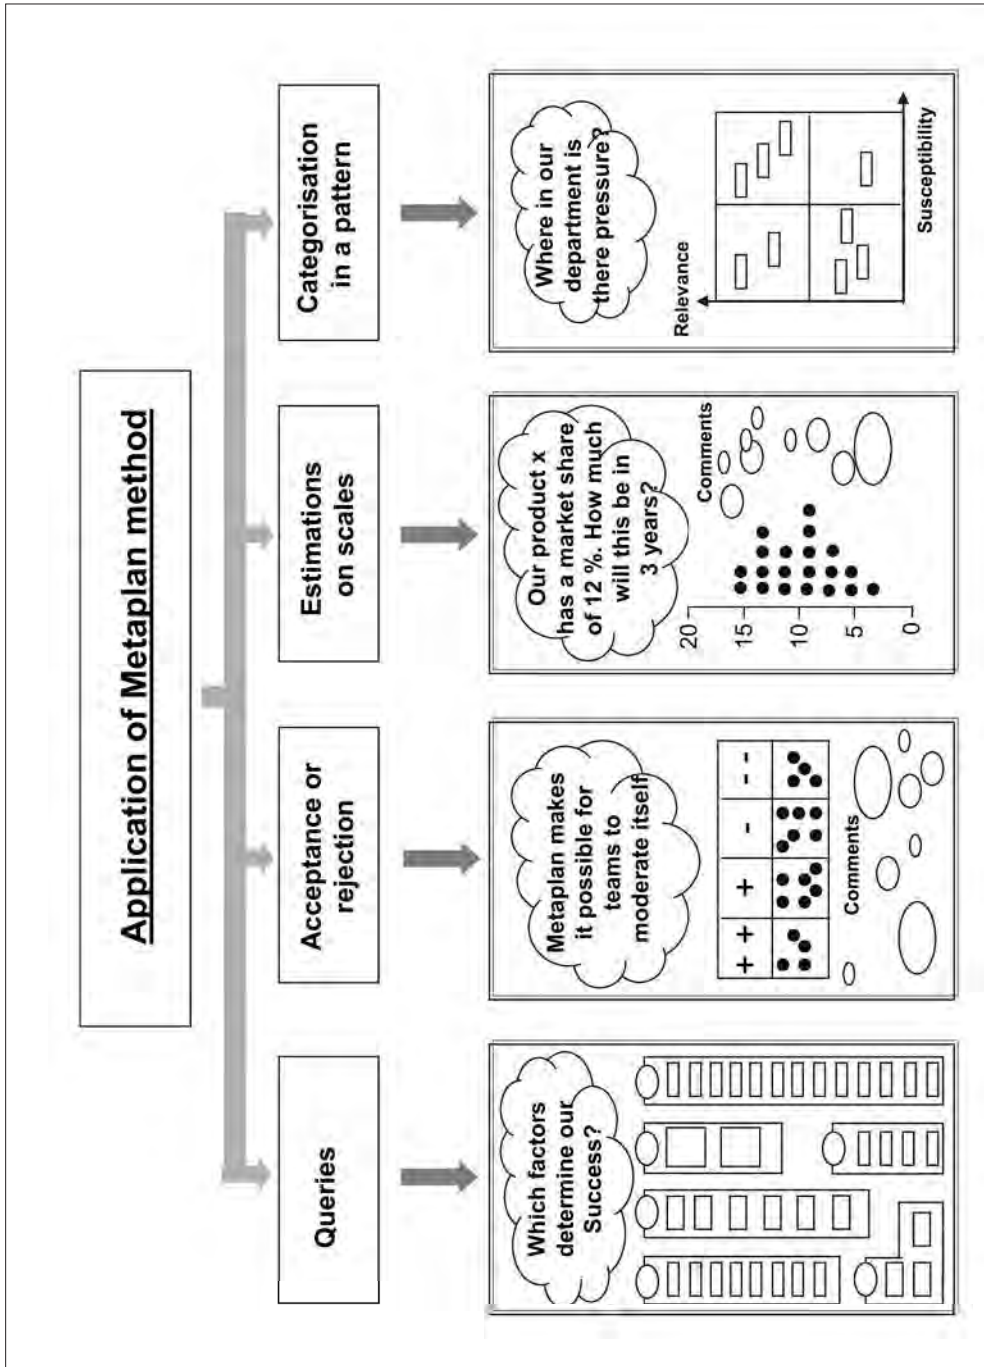 Application of Metaplan method
Queries
Acceptance or
rejection
Estimations
on scales
Categorisation
in a pattern
Which factors
determine our
Success?
Metaplan makes
it possible for
teams to
moderate itself
+ +
+
-
- -
Comments
Our product x
has a market share
of 12 %. How much
will this be in
3 years?
20
15
10
5
0
Comments
Where in our
department is
there pressure?
Relevance
Susceptibility